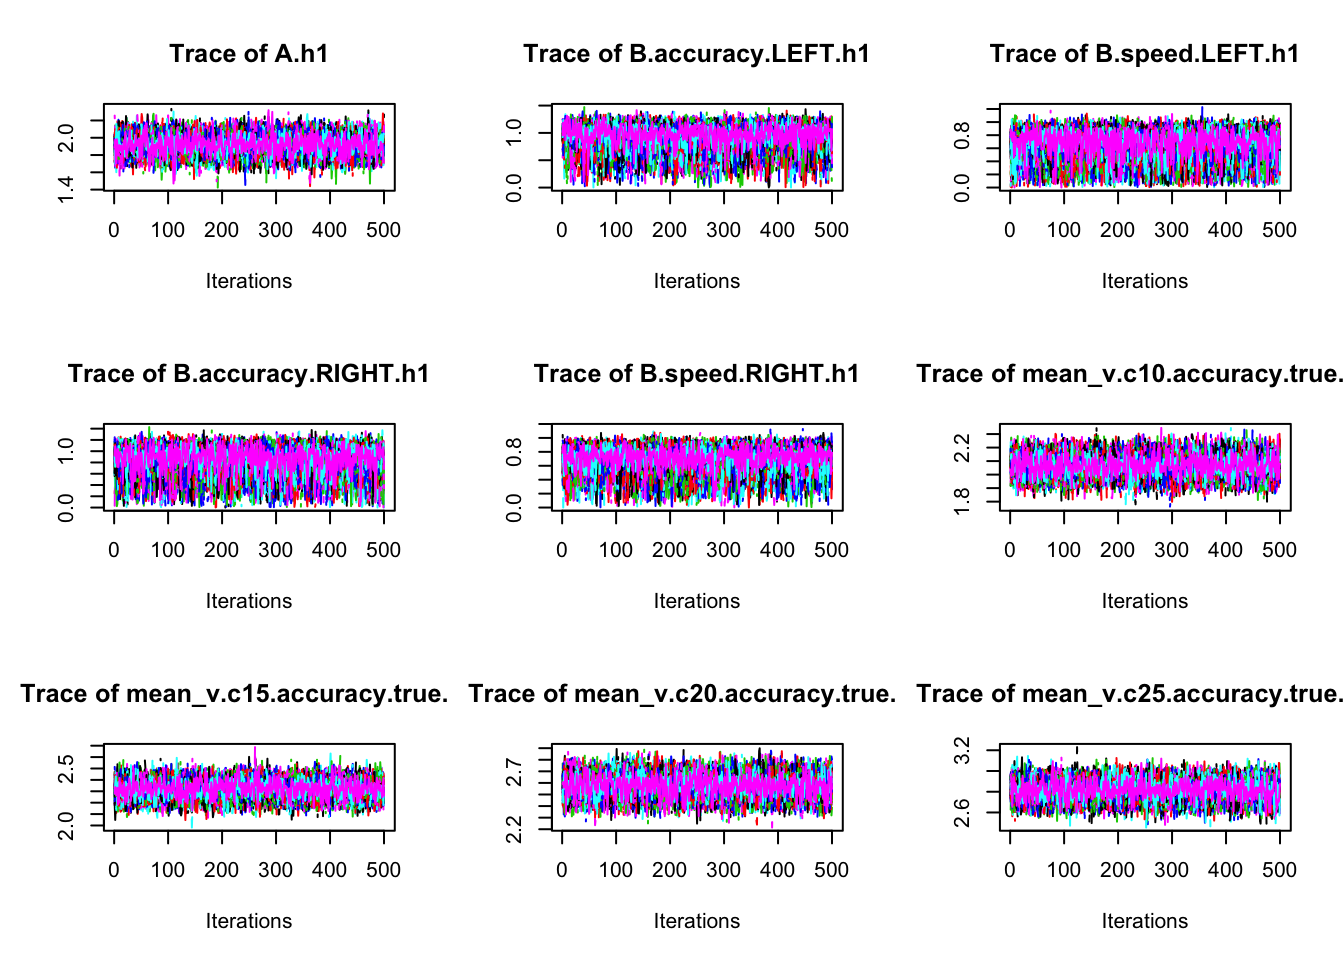 Trace of A.h1
1.4 2.0
0 100 200 300 400 500
Iterations
Trace of B.accuracy.LEFT.h1
0.0 1.0
0 100 200 300 400 500
Iterations
Trace of B.speed.LEFT.h1
0.0 0.8
0 100 200 300 400 500
Iterations
Trace of B.accuracy.RIGHT.h1
0.0 1.0
0 100 200 300 400 500
Iterations
Trace of B.speed.RIGHT.h1
0.0 0.8
0 100 200 300 400 500
Iterations
Trace of mean_v.c10.accuracy.true.
1.8 2.2
0 100 200 300 400 500
Iterations
Trace of mean_v.c15.accuracy.true.
2.0 2.5
0 100 200 300 400 500
Iterations
Trace of mean_v.c20.accuracy.true.
2.2 2.7
0 100 200 300 400 500
Iterations
Trace of mean_v.c25.accuracy.true.
2.6 3.2
0 100 200 300 400 500
Iterations